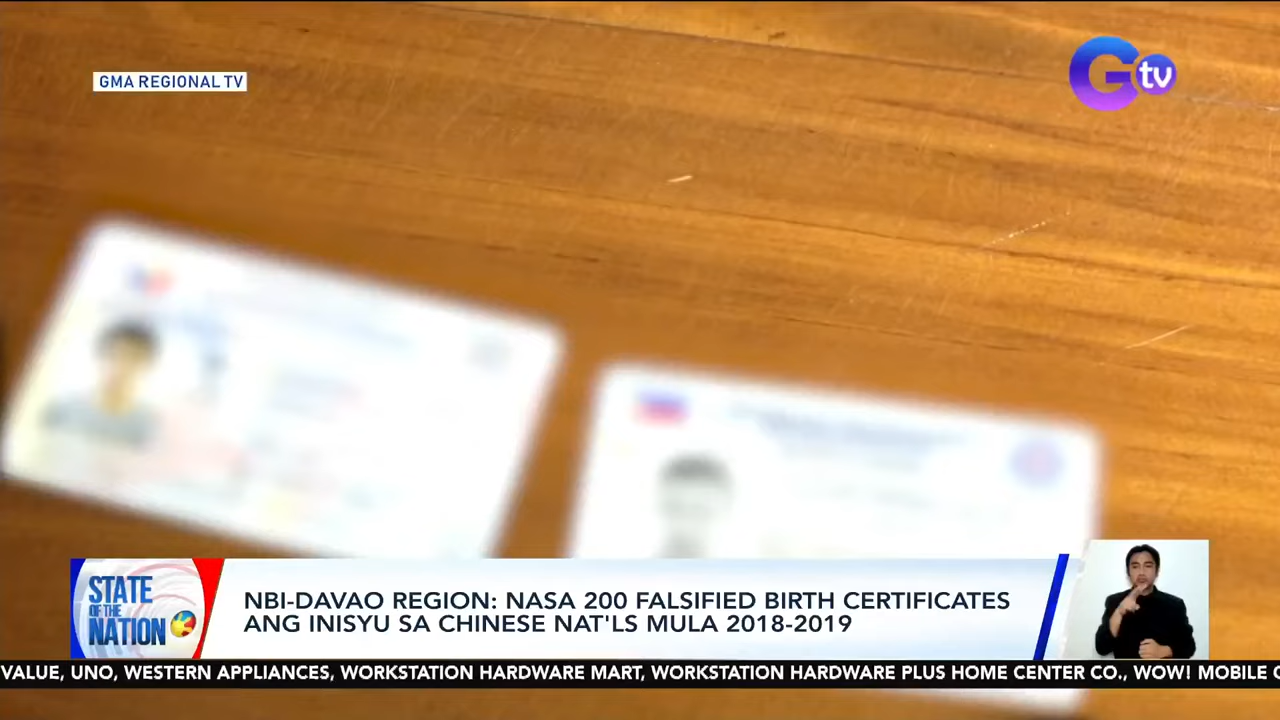 GMA REGIONAL TV
Gtv
STATE
OF THE
NATION
NBI-DAVAO REGION: NASA 200 FALSIFIED BIRTH CERTIFICATES
ANG INISYU SA CHINESE NAT'LS MULA 2018-2019
VALUE, UNO, WESTERN APPLIANCES, WORKSTATION HARDWARE MART, WORKSTATION HARDWARE PLUS HOME CENTER CO., WOW! MOBILE